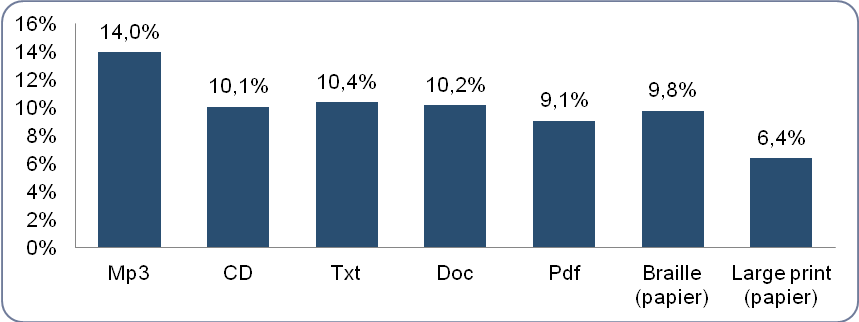 16%
14%
12%
10%
8%
6%
4%
2%
0%
14,0%
10,1%
10,4%
10,2%
9,1%
9,8%
6,4%
Mp3
CD
Txt
Doc
Pdf
Braille
(papier)
Large print
(papier)